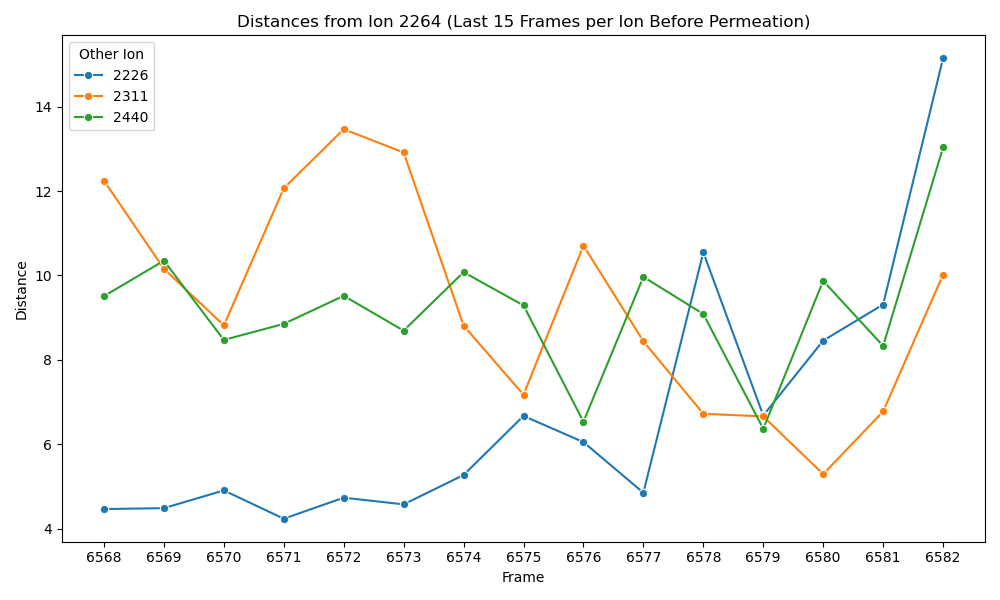 Distances from Ion 2264 (Last 15 Frames per Ion Before Permeation)
Other Ion
2226
2311
2440
Distance
14
12
10
8
6
4
6568 6569 6570 6571 6572 6573 6574 6575 6576 6577 6578 6579 6580 6581 6582
Frame